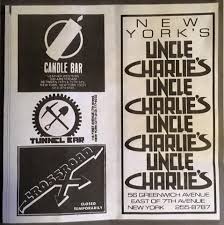 CANDLE BAR
TUNNEL BAR
CROSSROAD
CLOSED
TEMPORARILY
NEW
YORK'S
UNCLE
CHARLIE'S
UNCLE
CHARLIE'S
UNCLE
CHARLIE'S
UNCLE
CHARLIE'S
56 GREENWICH AVENUE
EAST OF 7TH AVENUE
NEW YORK 255-8787